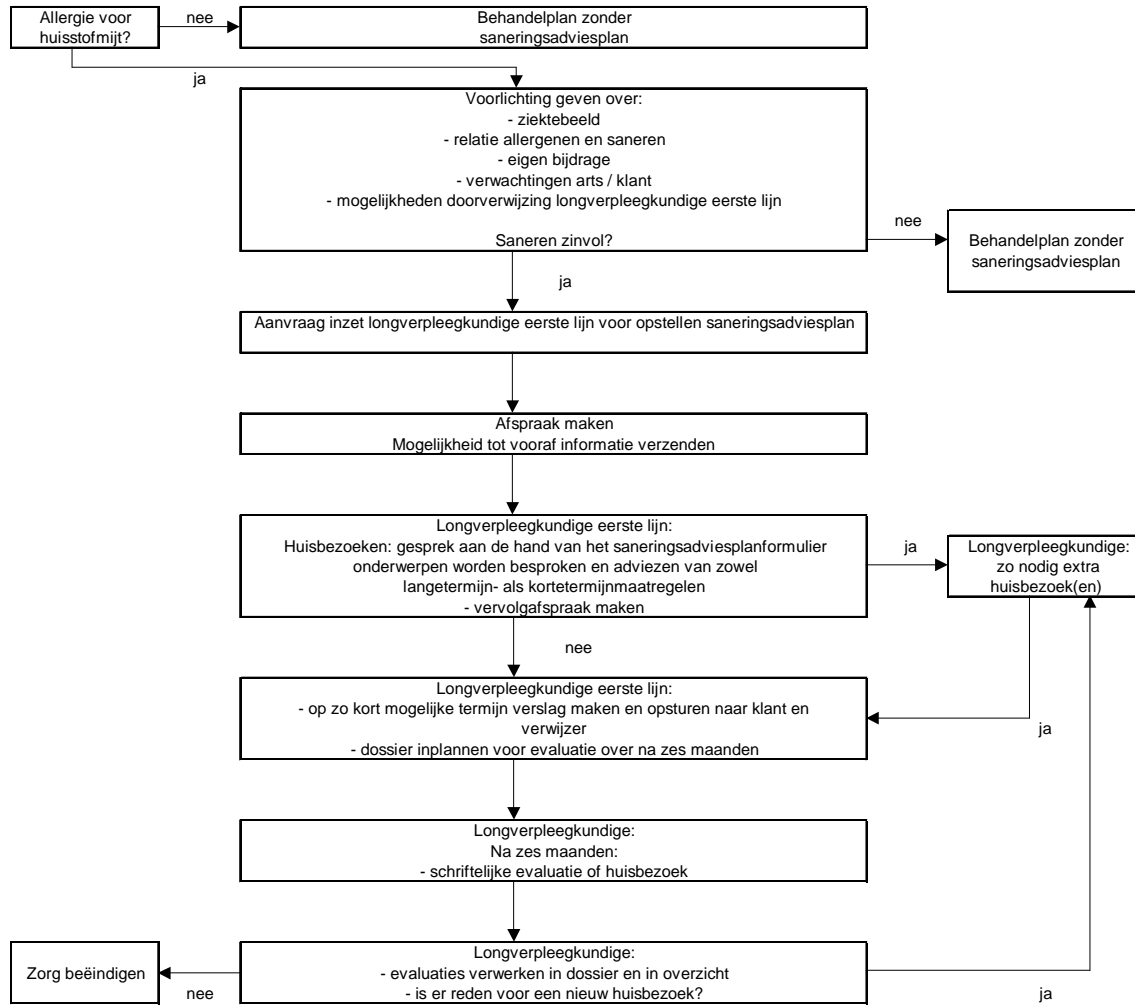 Allergie voor
huisstofmijt?
nee
Behandelplan zonder
saneringsadviesplan
ja
Voorlichting geven over:
- ziektebeeld
- relatie allergenen en saneren
- eigen bijdrage
- verwachtingen arts / klant
- mogelijkheden doorverwijzing longverpleegkundige eerste lijn
Saneren zinvol?
nee
Behandelplan zonder
saneringsadviesplan
ja
Aanvraag inzet longverpleegkundige eerste lijn voor opstellen saneringsadviesplan
Afspraak maken
Mogelijkheid tot vooraf informatie verzenden
Longverpleegkundige eerste lijn:
Huisbezoeken: gesprek aan de hand van het saneringsadviesplanformulier
onderwerpen worden besproken en adviezen van zowel
langetermijn- als kortetermijnmaatregelen
- vervolgafspraak maken
ja
Longverpleegkundige:
zo nodig extra
huisbezoek(en)
nee
Longverpleegkundige eerste lijn:
- op zo kort mogelijke termijn verslag maken en opsturen naar klant en
verwijzer
- dossier inplannen voor evaluatie over na zes maanden
ja
Longverpleegkundige:
Na zes maanden:
- schriftelijke evaluatie of huisbezoek
Longverpleegkundige:
- evaluaties verwerken in dossier en in overzicht
- is er reden voor een nieuw huisbezoek?
Zorg beëindigen
nee
ja